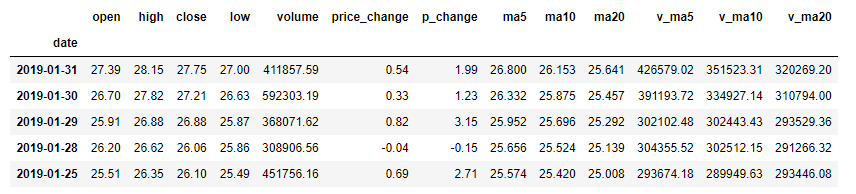 open high close low volume price_change p_change ma5 ma10 ma20 v_ma5 v_ma10 v_ma20
date
2019-01-31 27.39 28.15 27.75 27.00 411857.59 0.54 1.99 26.800 26.153 25.641 426579.02 351523.31 320269.20
2019-01-30 26.70 27.82 27.21 26.63 592303.19 0.33 1.23 26.332 25.875 25.457 391193.72 334927.14 310794.00
2019-01-29 25.91 26.88 26.88 25.87 368071.62 0.82 3.15 25.952 25.696 25.292 302102.48 302443.43 293529.36
2019-01-28 26.20 26.62 26.06 25.86 308906.56 -0.04 -0.15 25.656 25.524 25.139 304355.52 302512.15 291266.32
2019-01-25 25.51 26.35 26.10 25.49 451756.16 0.69 2.71 25.574 25.420 25.008 293674.18 289949.63 293446.08